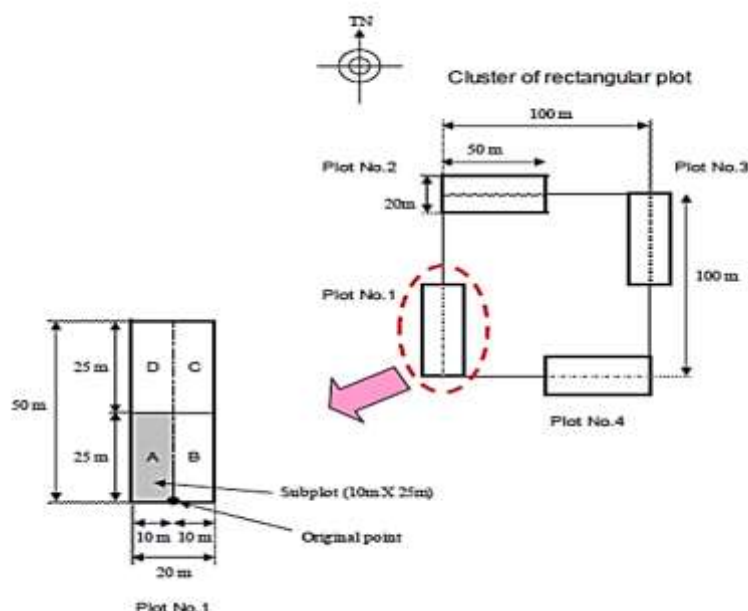 TN
Cluster of rectangular plot
100 m
50 m
Plot No.2
Plot No.3
20m
Plot No.1
100 m
D
C
25 m
50 m
25 m
A
B
Subplot (10m X 25m)
Plot No.4
10 m
10 m
Original point
20 m
Plot No.1